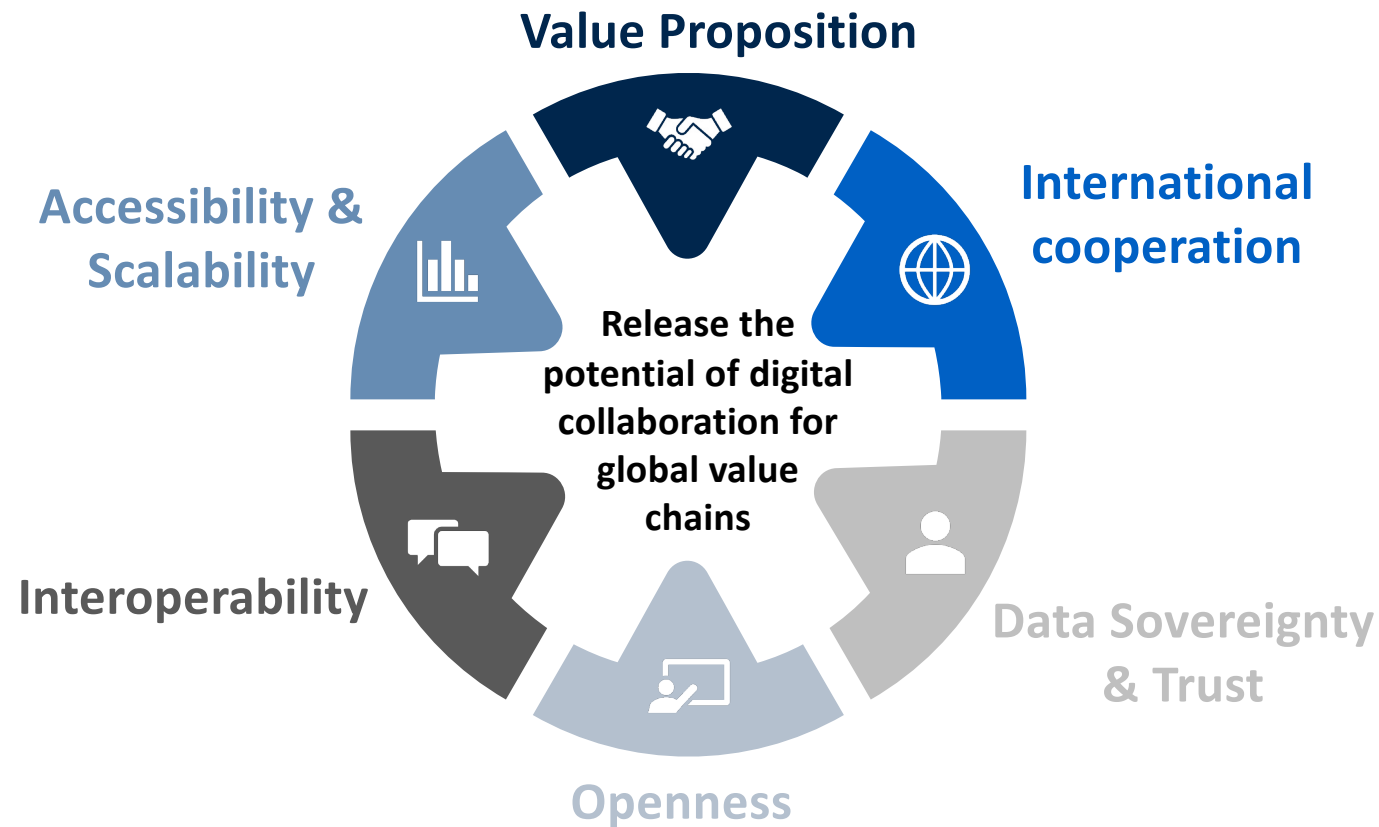 Value Proposition
International
cooperation
Data Sovereignty
& Trust
Openness
Interoperability
Accessibility &
Scalability
Release the
potential of digital
collaboration for
global value
chains